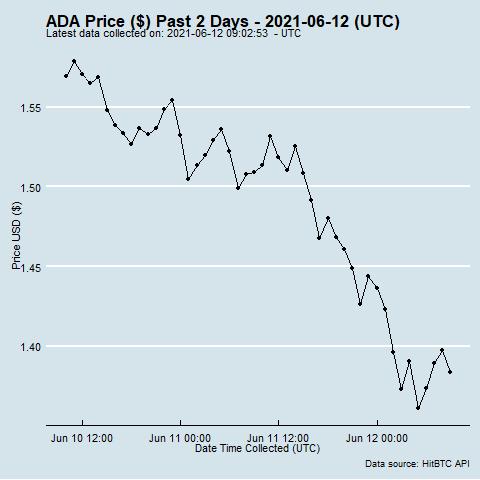 ADA Price ($) Past 2 Days - 2021-06-12 (UTC)
Latest data collected on: 2021-06-12 09:02:53  - UTC
1.55
1.50
1.45
1.40
Price USD ($)
Jun 10 12:00
Jun 11 00:00
Jun 11 12:00
Jun 12 00:00
Date Time Collected (UTC)
Data source: HitBTC API